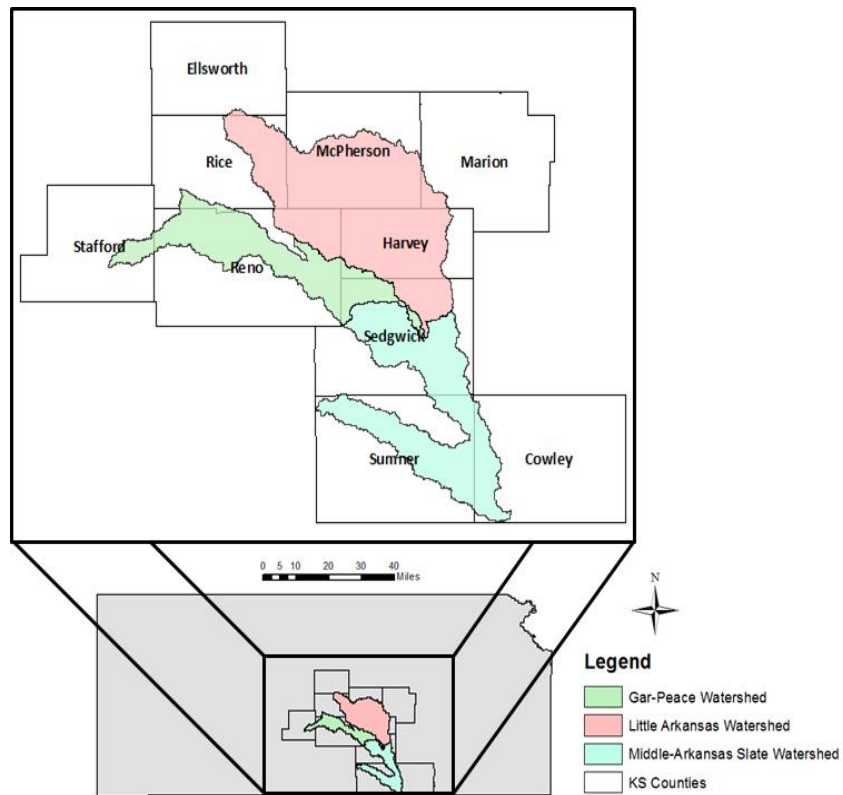 Ellsworth
Rice
McPherson
Marion
Stafford
Harvey
Reno
Sedgwick
Sumner
Cowley
0 5 10 20 30 40
Miles
N
Legend
Gar-Peace Watershed
Little Arkansas Watershed
Middle-Arkansas Slate Watershed
KS Counties